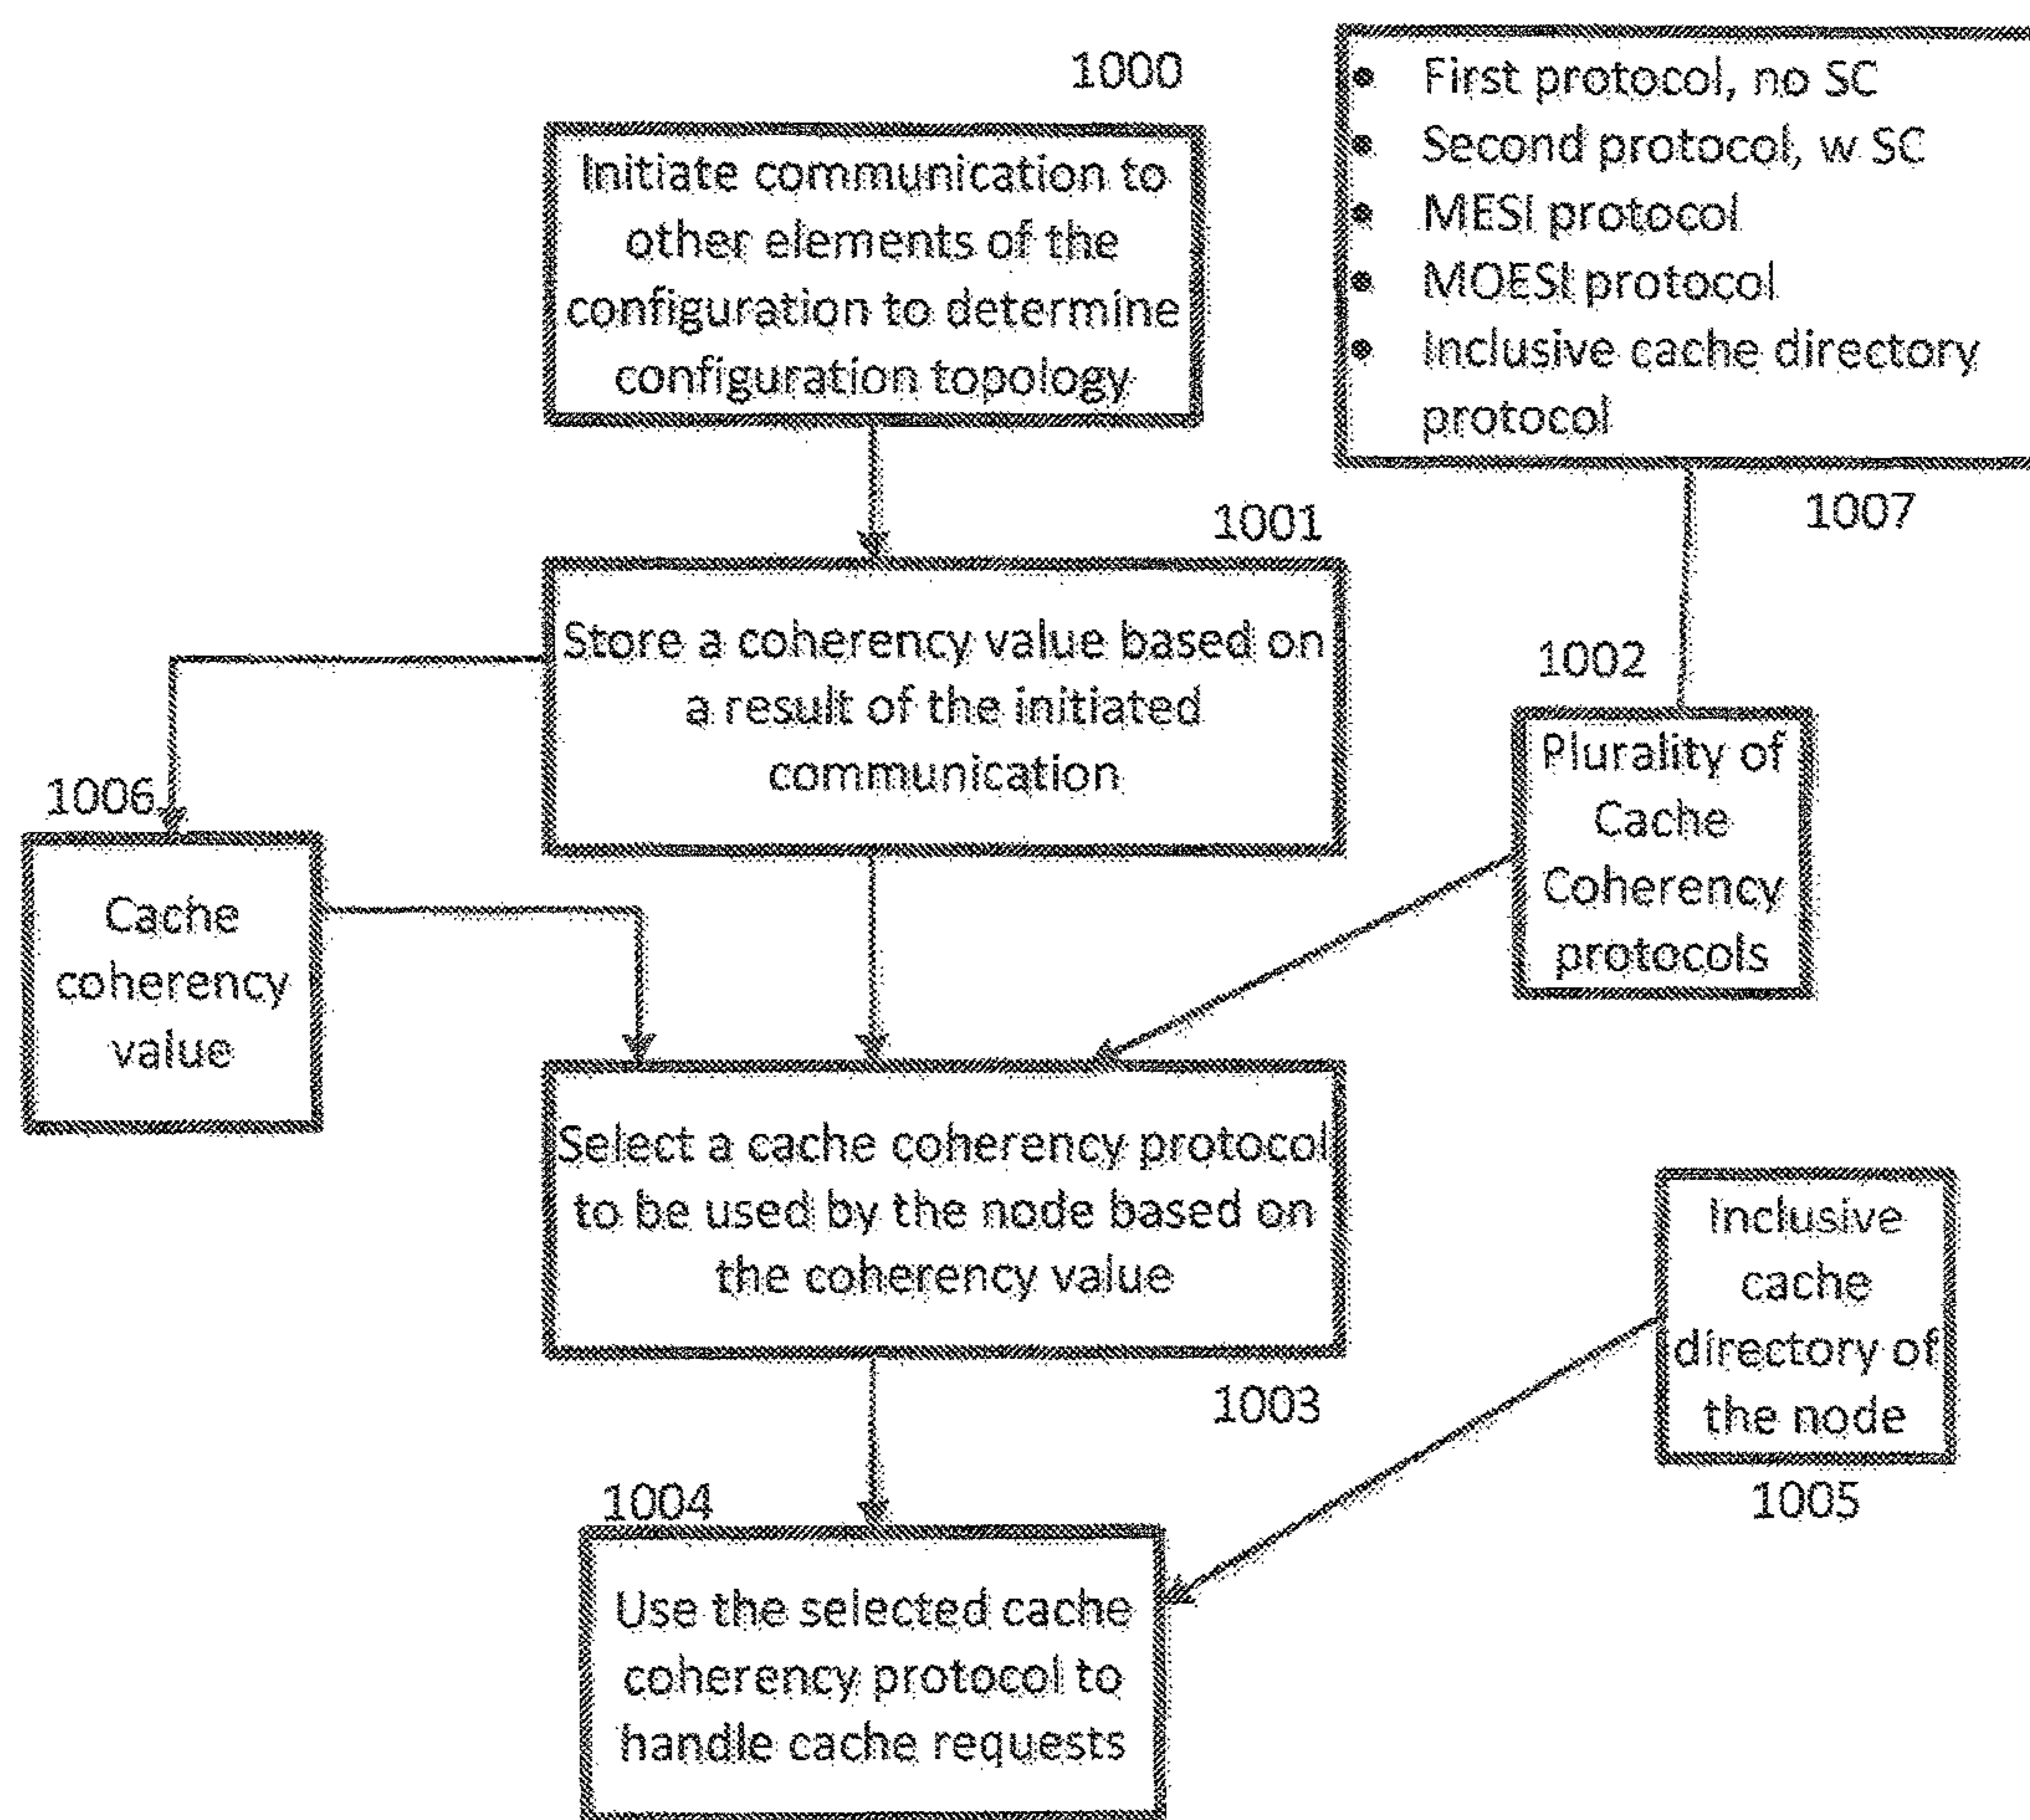 1000
Initiate communication to
other elements of the
configuration to determine
configuration topology
• First protocol, no SC
• Second protocol, w SC
• MESI protocol
• MOESI protocol
• Inclusive cache directory
protocol
1007
1001
Store a coherency value based on
a result of the initiated
communication
1002
Plurality of
Cache
Coherency
protocols
1006
Cache
coherency
value
Select a cache coherency protocol
to be used by the node based on
the coherency value
1003
Inclusive
cache
directory of
the node
1005
1004
Use the selected cache
coherency protocol to
handle cache requests